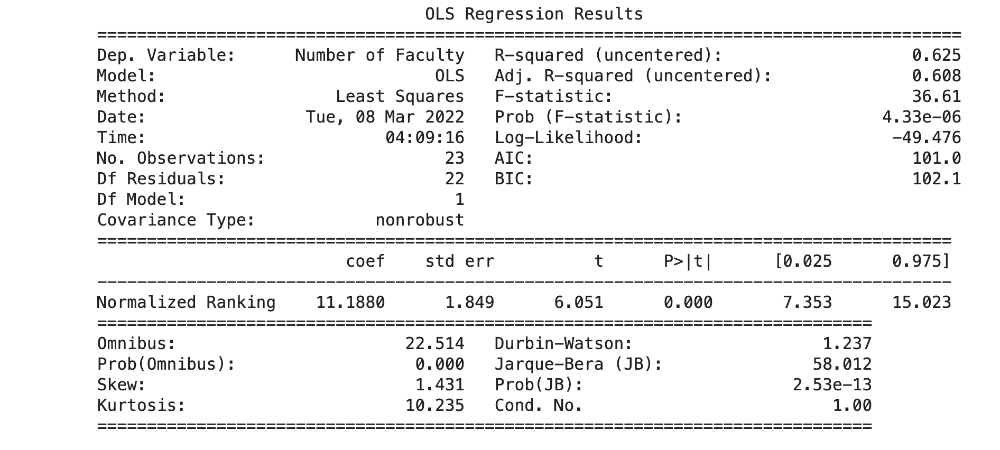 OLS Regression Results
==============================================================================
Dep. Variable: Number of Faculty R-squared (uncentered): 0.625
Model: OLS Adj. R-squared (uncentered): 0.608
Method: Least Squares F-statistic: 36.61
Date: Tue, 08 Mar 2022 Prob (F-statistic): 4.33e-06
Time: 04:09:16 Log-Likelihood: -49.476
No. Observations: 23 AIC: 101.0
Df Residuals: 22 BIC: 102.1
Df Model: 1
Covariance Type: nonrobust
==============================================================================
coef std err t P>|t| [0.025 0.975]
------------------------------------------------------------------------------
Normalized Ranking 11.1880 1.849 6.051 0.000 7.353 15.023
==============================================================================
Omnibus: 22.514 Durbin-Watson: 1.237
Prob(Omnibus): 0.000 Jarque-Bera (JB): 58.012
Skew: 1.431 Prob(JB): 2.53e-13
Kurtosis: 10.235 Cond. No. 1.00
==============================================================================